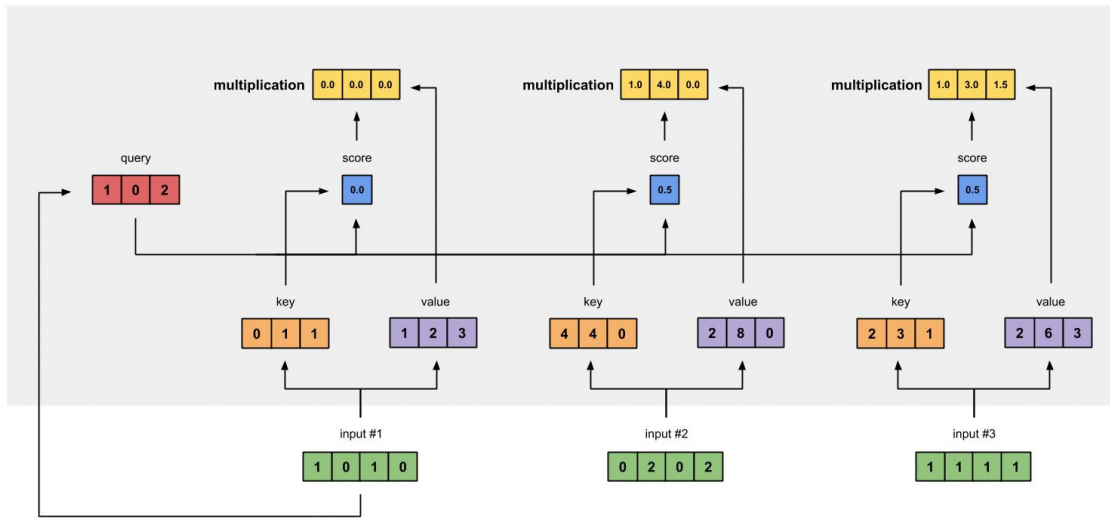 multiplication 0.0 0.0 0.0
multiplication 1.0 4.0 0.0
multiplication 1.0 3.0 1.5
query
score
score
score
1 0 2
0.0
0.5
0.5
key
value
key
value
key
value
0 1 1
1 2 3
4 4 0
2 8 0
2 3 1
2 6 3
input #1
input #2
input #3
1 0 1 0
0 2 0 2
1 1 1 1